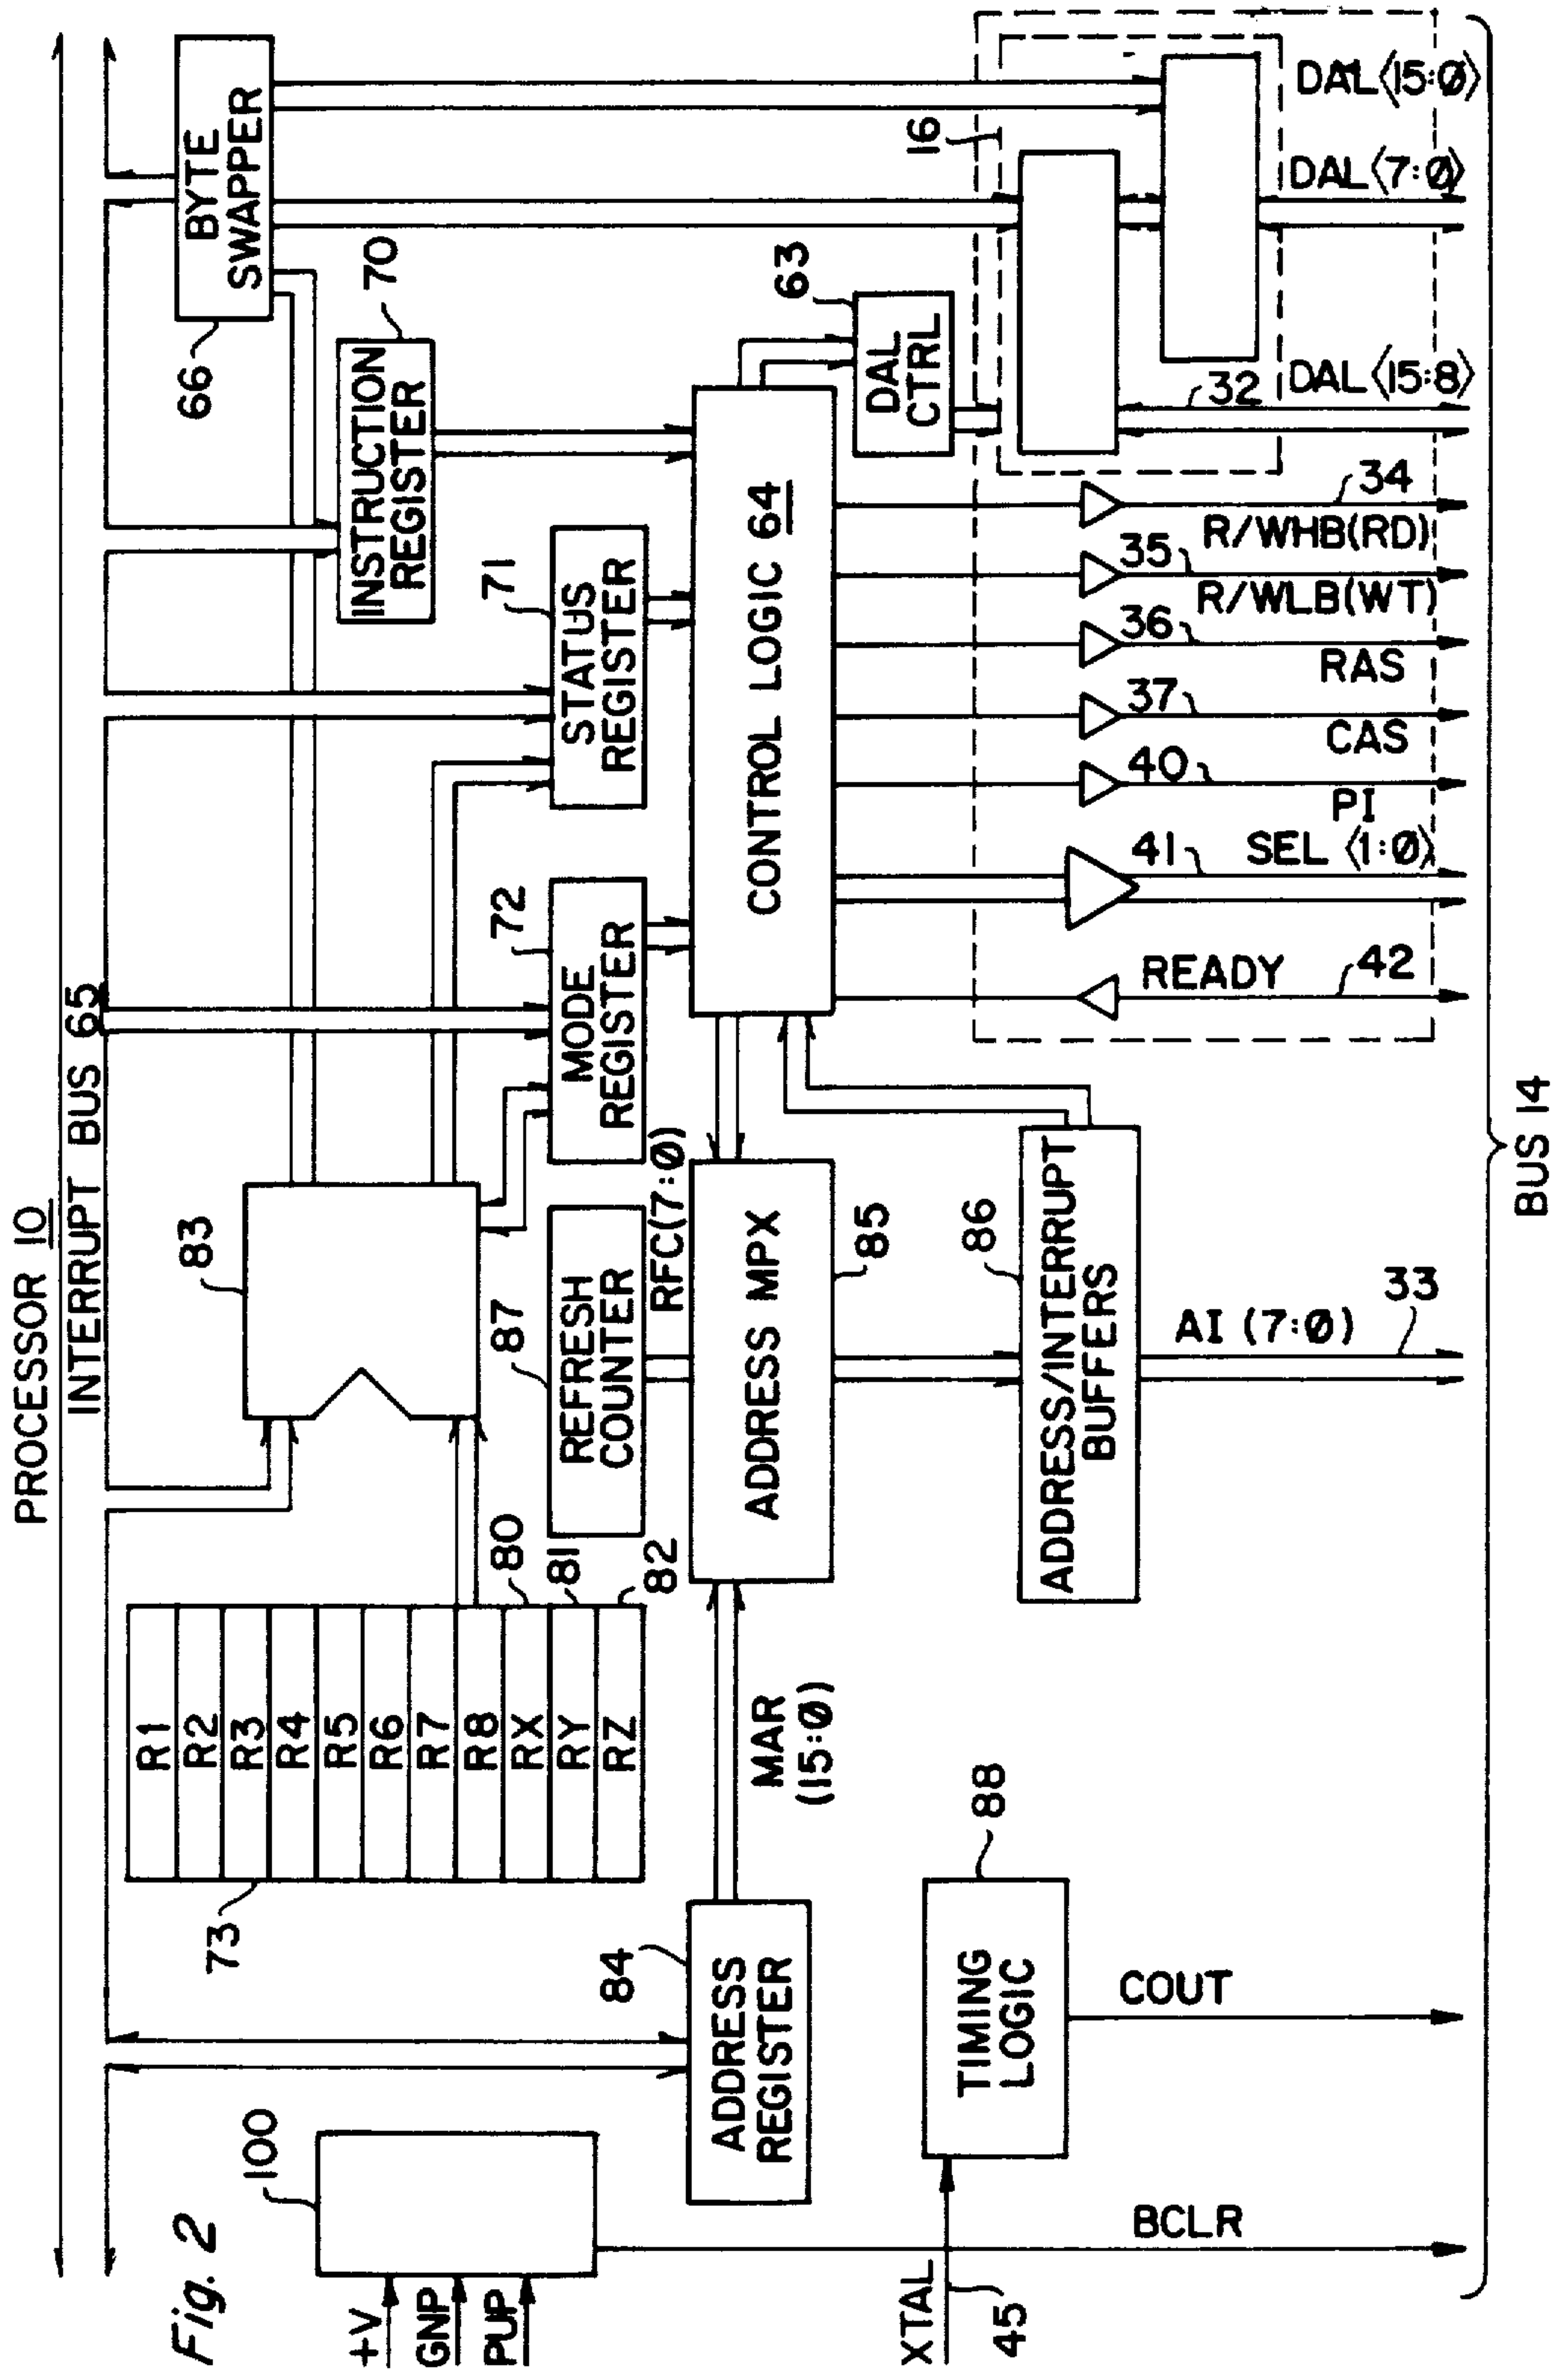 Fig. 2
PROCESSOR 10
INTERRUPT BUS 65
BYTE
SWAPPER
66
INSTRUCTION
REGISTER
70
STATUS
REGISTER
71
MODE
REGISTER
72
83
R1
R2
R3
R4
R5
R6
R7
R8
RX
RY
RZ
73
80
81
82
REFRESH
COUNTER
87
RFC(7:0)
CONTROL LOGIC 64
DAL
CTRL
63
16
DAL⟨15:0⟩
DAL⟨7:0⟩
DAL⟨15:8⟩
32
34
R/WHB(RD)
35
R/WLB(WT)
36
RAS
37
CAS
40
PI
41
SEL ⟨1:0⟩
READY
42
ADDRESS MPX
85
ADDRESS/INTERRUPT
BUFFERS
86
AI (7:0)
33
ADDRESS
REGISTER
84
MAR
(15:0)
TIMING
LOGIC
88
COUT
100
+V
GNP
PUP
BCLR
XTAL
45
BUS 14